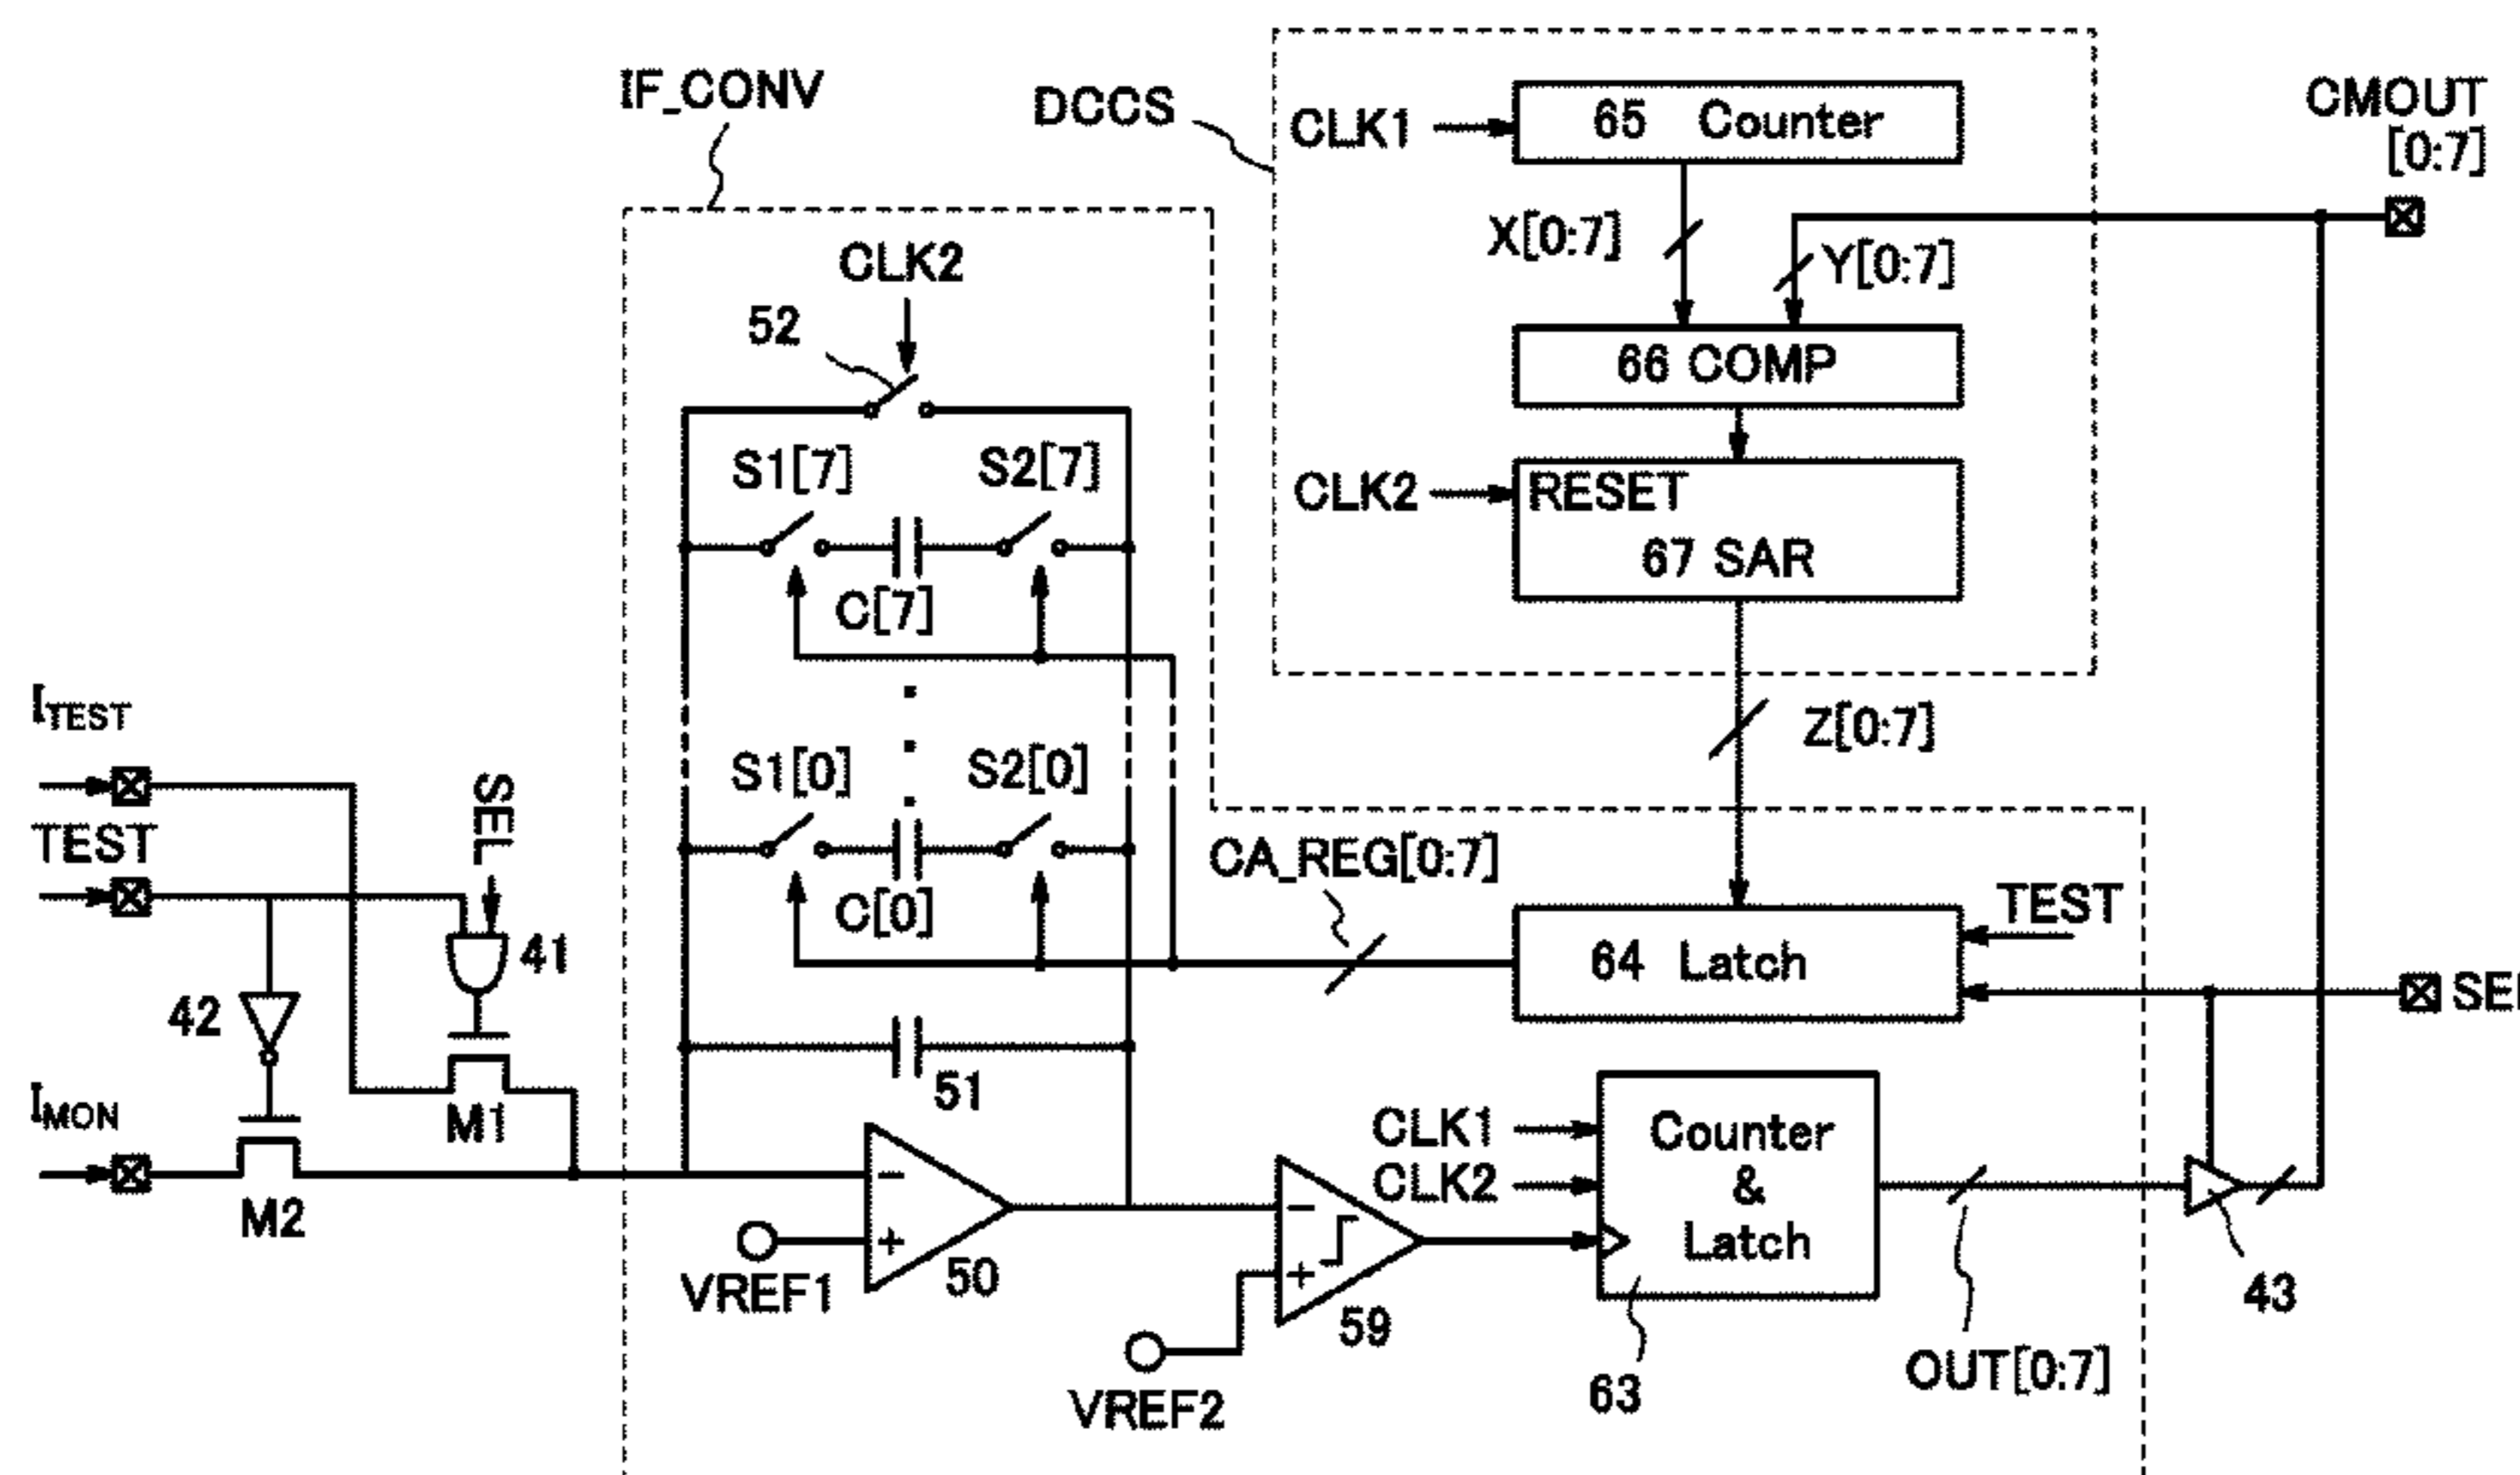 IF_CONV
DCCS
CLK1
65 Counter
CMOUT
[0:7]
X[0:7]
Y[0:7]
CLK2
52
66 COMP
S1[7]
S2[7]
CLK2
RESET
67 SAR
C[7]
ITEST
Z[0:7]
S1[0]
S2[0]
SEL
TEST
CA_REG[0:7]
TEST
C[0]
41
64 Latch
42
SEL
51
IMON
M1
CLK1
Counter
&
Latch
CLK2
M2
−
+
50
VREF1
−
+
59
43
VREF2
63
OUT[0:7]